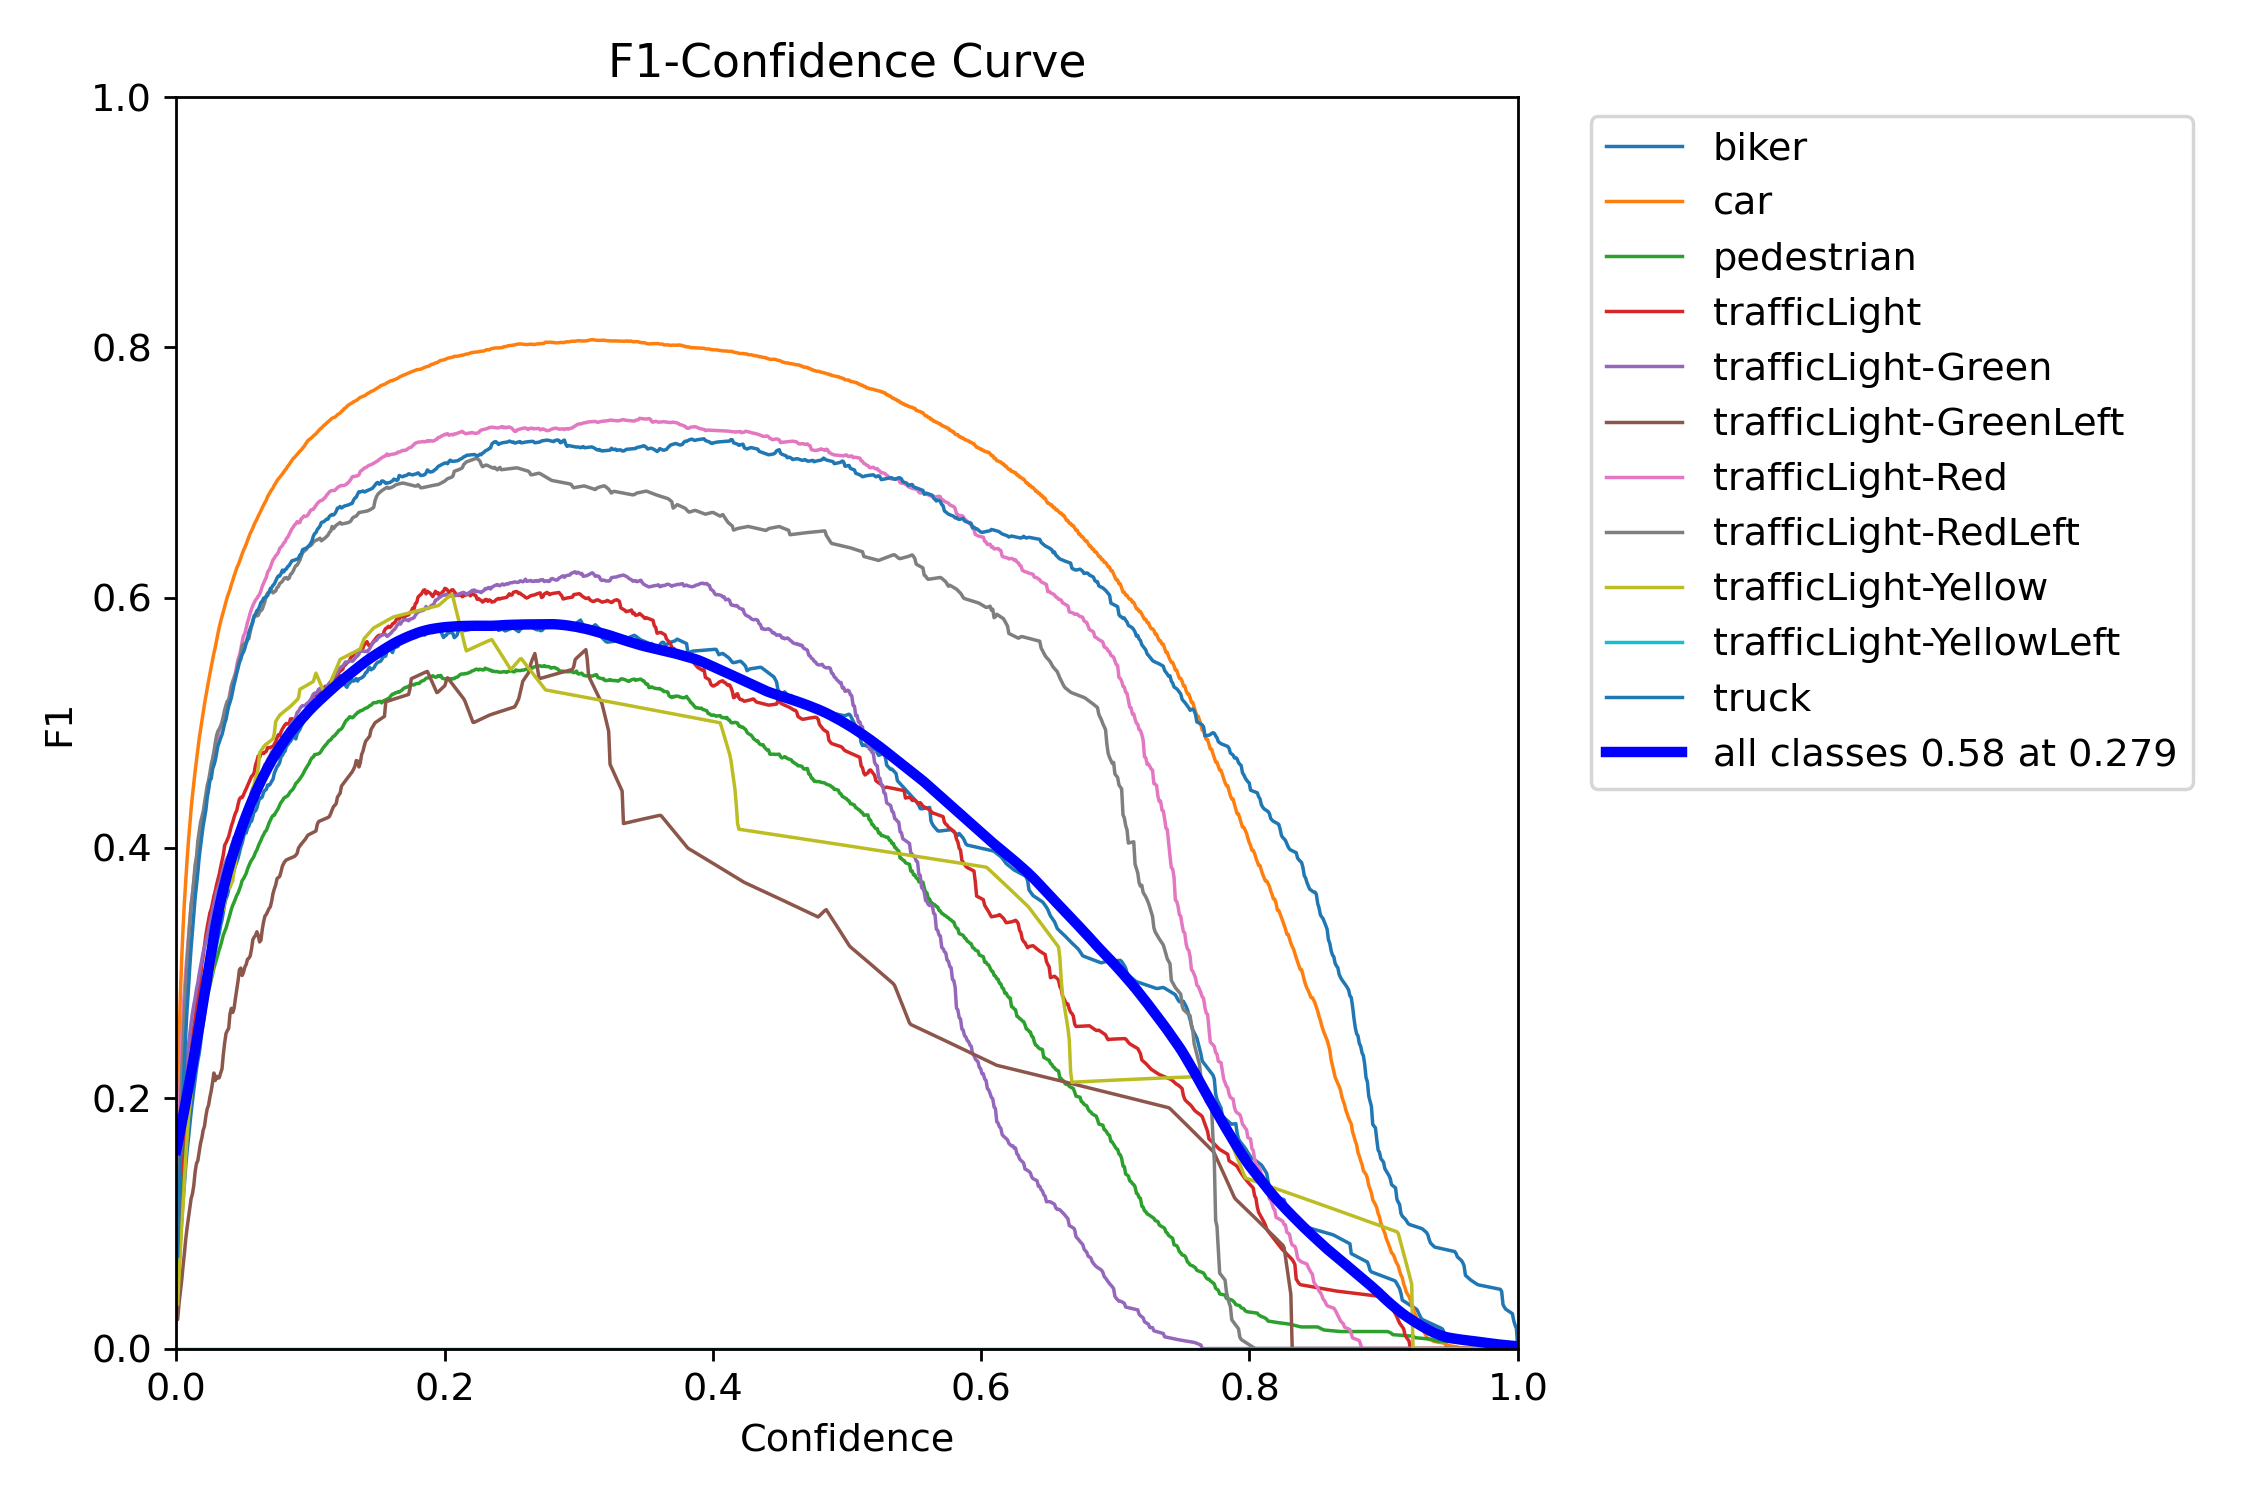 F1-Confidence Curve
1.0
0.8
0.6
0.4
0.2
0.0
F1
0.0 0.2 0.4 0.6 0.8 1.0
Confidence
biker
car
pedestrian
trafficLight
trafficLight-Green
trafficLight-GreenLeft
trafficLight-Red
trafficLight-RedLeft
trafficLight-Yellow
trafficLight-YellowLeft
truck
all classes 0.58 at 0.279